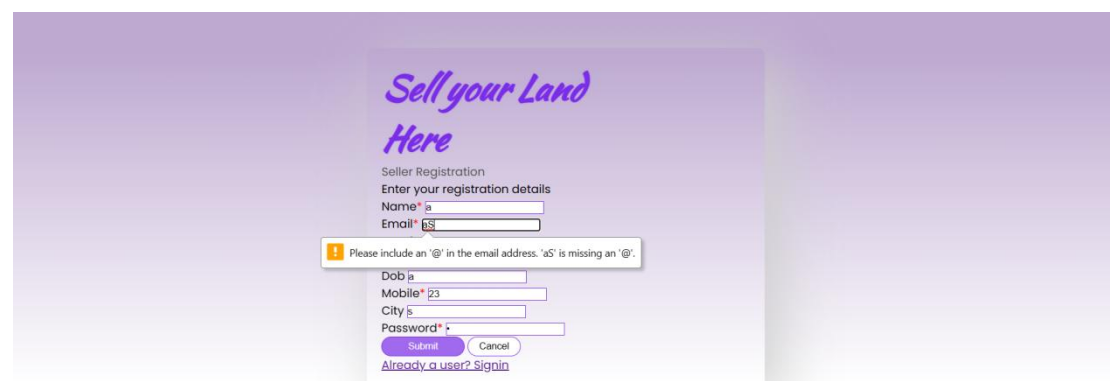 Sell your Land
Here
Seller Registration
Enter your registration details
Name* a
Email* aS
! Please include an '@' in the email address. 'aS' is missing an '@'.
Dob a
Mobile* 23
City s
Password* •
Submit Cancel
Already a user? Signin